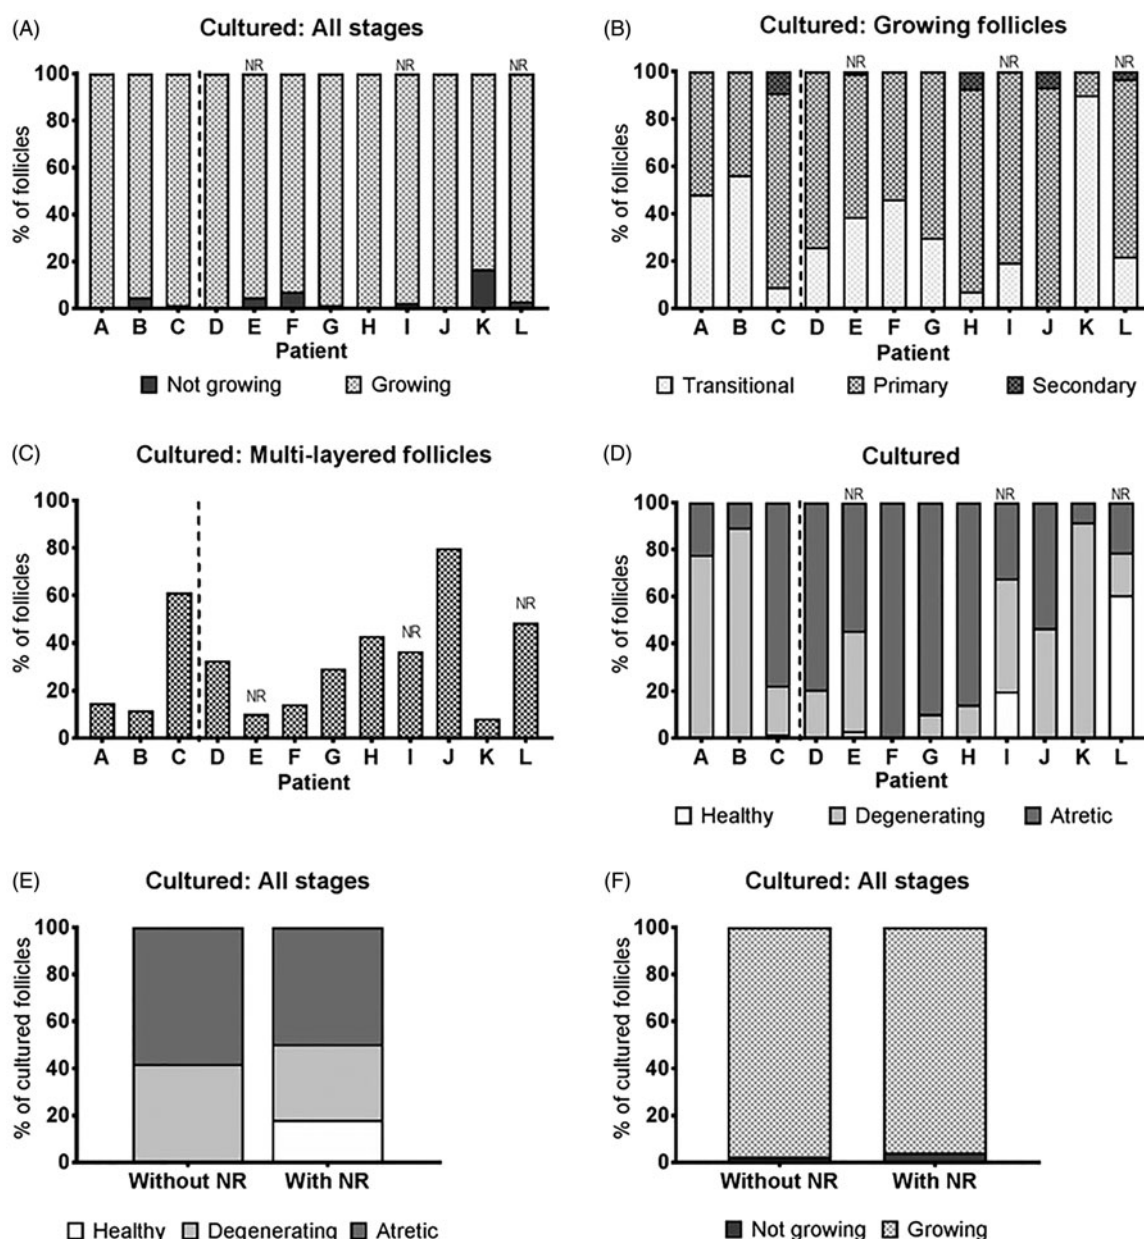 (A) Cultured: All stages
NR NR NR
100
80
60
40
20
0
% of follicles
A B C D E F G H I J K L
Patient
Not growing Growing
(B) Cultured: Growing follicles
NR NR NR
100
80
60
40
20
0
% of follicles
A B C D E F G H I J K L
Patient
Transitional Primary Secondary
(C) Cultured: Multi-layered follicles
100
80
60
40
20
0
% of follicles
NR NR NR
A B C D E F G H I J K L
Patient
(D) Cultured
NR NR NR
100
80
60
40
20
0
% of follicles
A B C D E F G H I J K L
Patient
Healthy Degenerating Atretic
(E) Cultured: All stages
100
80
60
40
20
0
% of cultured follicles
Without NR With NR
Healthy Degenerating Atretic
(F) Cultured: All stages
100
80
60
40
20
0
% of cultured follicles
Without NR With NR
Not growing Growing